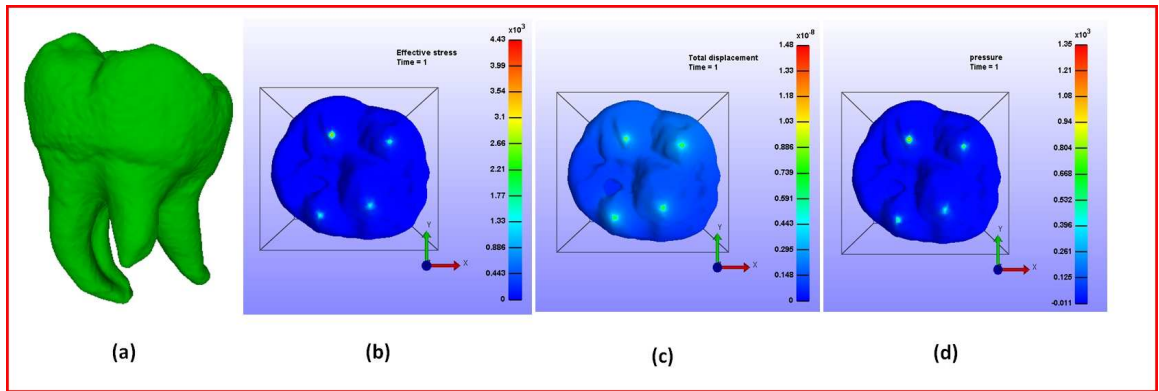 x10³
4.43
Effective stress
Time = 1
3.99
3.54
3.1
2.66
2.21
1.77
1.33
0.886
0.443
0
Y
X
x10⁻⁸
1.48
Total displacement
Time = 1
1.33
1.18
1.03
0.886
0.739
0.591
0.443
0.295
0.148
0
Y
X
x10³
1.35
pressure
Time = 1
1.21
1.08
0.94
0.804
0.668
0.532
0.396
0.261
0.125
-0.011
Y
X
(a)
(b)
(c)
(d)